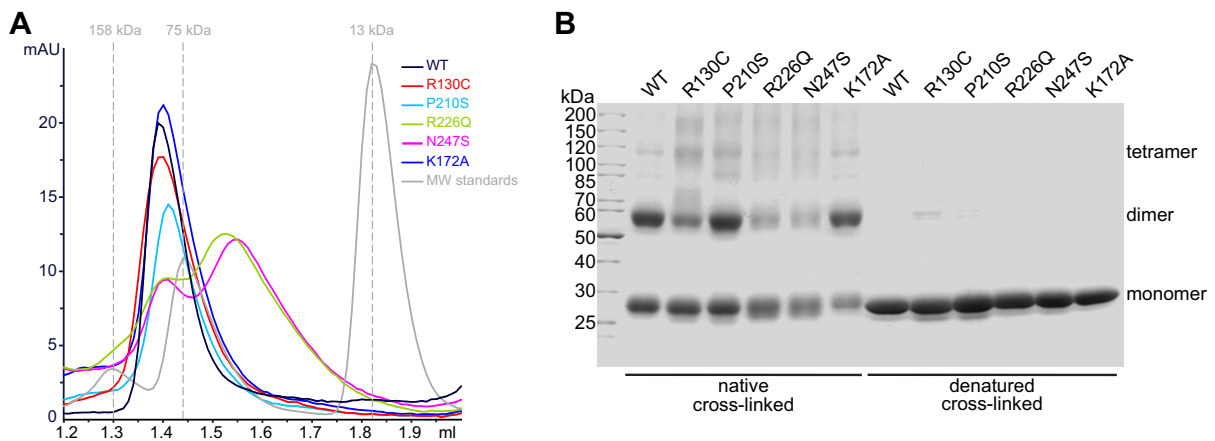 A
158 kDa 75 kDa 13 kDa
mAU
WT
R130C
P210S
R226Q
N247S
K172A
MW standards
20
15
10
5
0
1.2 1.3 1.4 1.5 1.6 1.7 1.8 1.9 ml
B
WT R130C P210S R226Q N247S K172A WT R130C P210S R226Q N247S K172A
kDa
200
150
120
100
85
70
60
50
40
30
25
tetramer
dimer
monomer
native denatured
cross-linked cross-linked